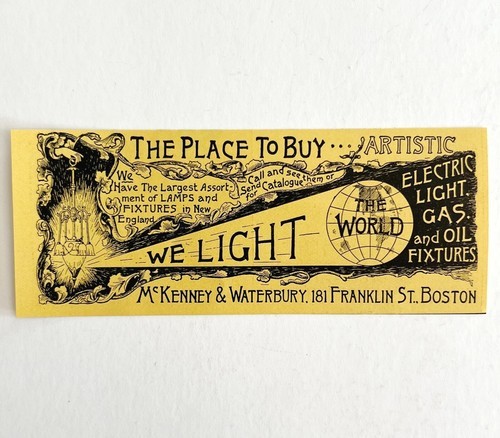 THE PLACE TO BUY .... ARTISTIC
ELECTRIC
LIGHT,
GAS.
and OIL
FIXTURES
We
Have The Largest Assort-
ment of LAMPS and
FIXTURES in New
England
Call and see them or
Send for Catalogue
WE LIGHT
THE
WORLD
McKENNEY & WATERBURY. 181 FRANKLIN ST., BOSTON